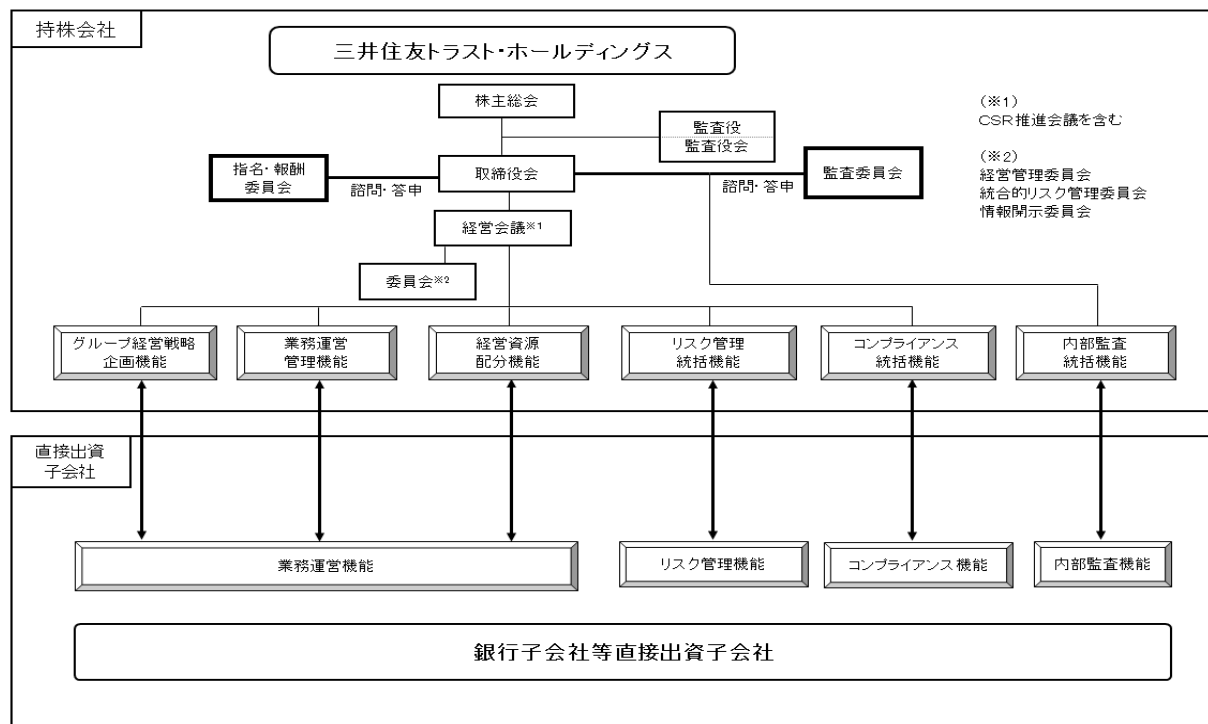 持株会社
三井住友トラスト・ホールディングス
株主総会
監査役
監査役会
(※1)
CSR推進会議を含む
(※2)
経営管理委員会
統合的リスク管理委員会
情報開示委員会
指名・報酬
委員会
諮問・答申
取締役会
諮問・答申
監査委員会
経営会議※1
委員会※2
グループ経営戦略
企画機能
業務運営
管理機能
経営資源
配分機能
リスク管理
統括機能
コンプライアンス
統括機能
内部監査
統括機能
直接出資
子会社
業務運営機能
リスク管理機能
コンプライアンス機能
内部監査機能
銀行子会社等直接出資子会社